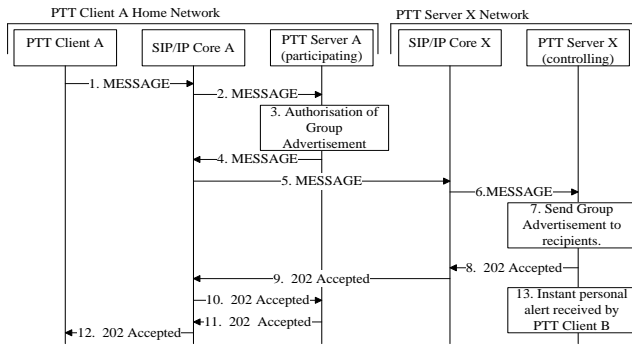 PTT Client A Home Network
PTT Server X Network
PTT Client A
SIP/IP Core A
PTT Server A
(participating)
SIP/IP Core X
PTT Server X
(controlling)
1. MESSAGE
2. MESSAGE
3. Authorisation of
Group
Advertisement
4. MESSAGE
5. MESSAGE
6.MESSAGE
7. Send Group
Advertisement to
recipients.
8. 202 Accepted
9. 202 Accepted
10. 202 Accepted
11. 202 Accepted
12. 202 Accepted
13. Instant personal
alert received by
PTT Client B